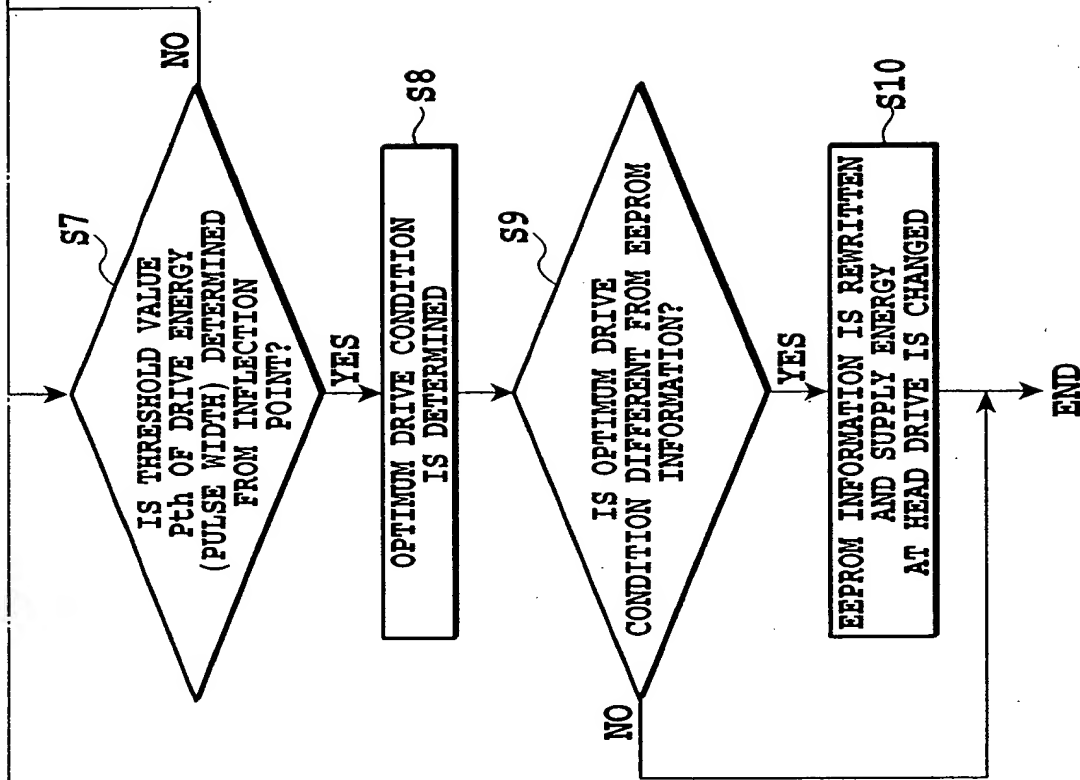 S7
IS THRESHOLD VALUE
Pth OF DRIVE ENERGY
(PULSE WIDTH) DETERMINED
FROM INFLECTION
POINT?
NO
YES
S8
OPTIMUM DRIVE CONDITION
IS DETERMINED
S9
IS OPTIMUM DRIVE
CONDITION DIFFERENT FROM EEPROM
INFORMATION?
NO
YES
S10
EEPROM INFORMATION IS REWRITTEN
AND SUPPLY ENERGY
AT HEAD DRIVE IS CHANGED
END